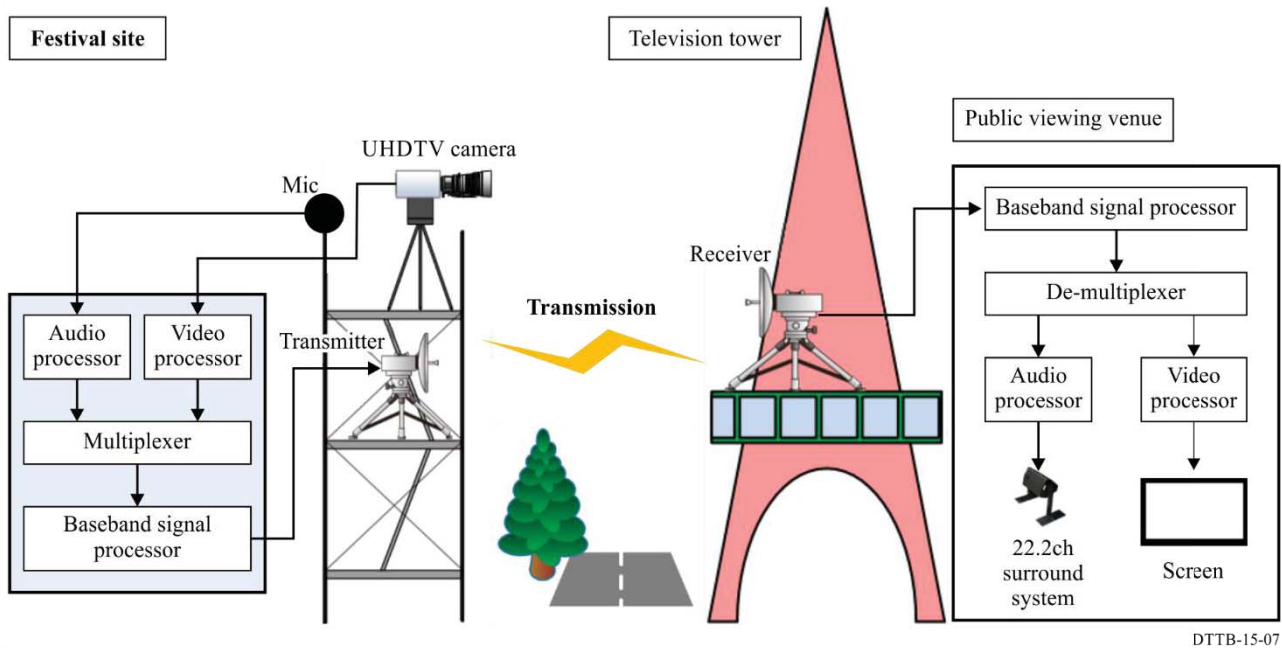 Festival site
Television tower
Public viewing venue
UHDTV camera
Mic
Audio
processor
Video
processor
Transmitter
Multiplexer
Baseband signal
processor
Transmission
Receiver
Baseband signal processor
De-multiplexer
Audio
processor
Video
processor
22.2ch
surround
system
Screen
DTTB-15-07